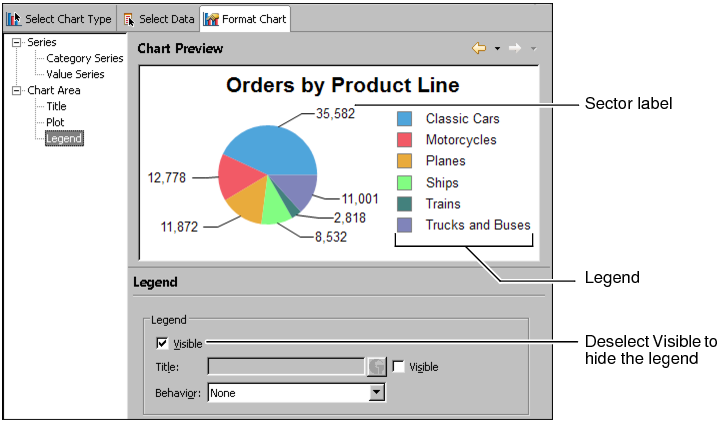 Select Chart Type Select Data Format Chart
Series
Category Series
Value Series
Chart Area
Title
Plot
Legend
Chart Preview
Orders by Product Line
35,582
12,778
11,872
8,532
2,818
11,001
Classic Cars
Motorcycles
Planes
Ships
Trains
Trucks and Buses
Sector label
Legend
Legend
Legend
Visible
Title:
Visible
Behavior: None
Deselect Visible to
hide the legend